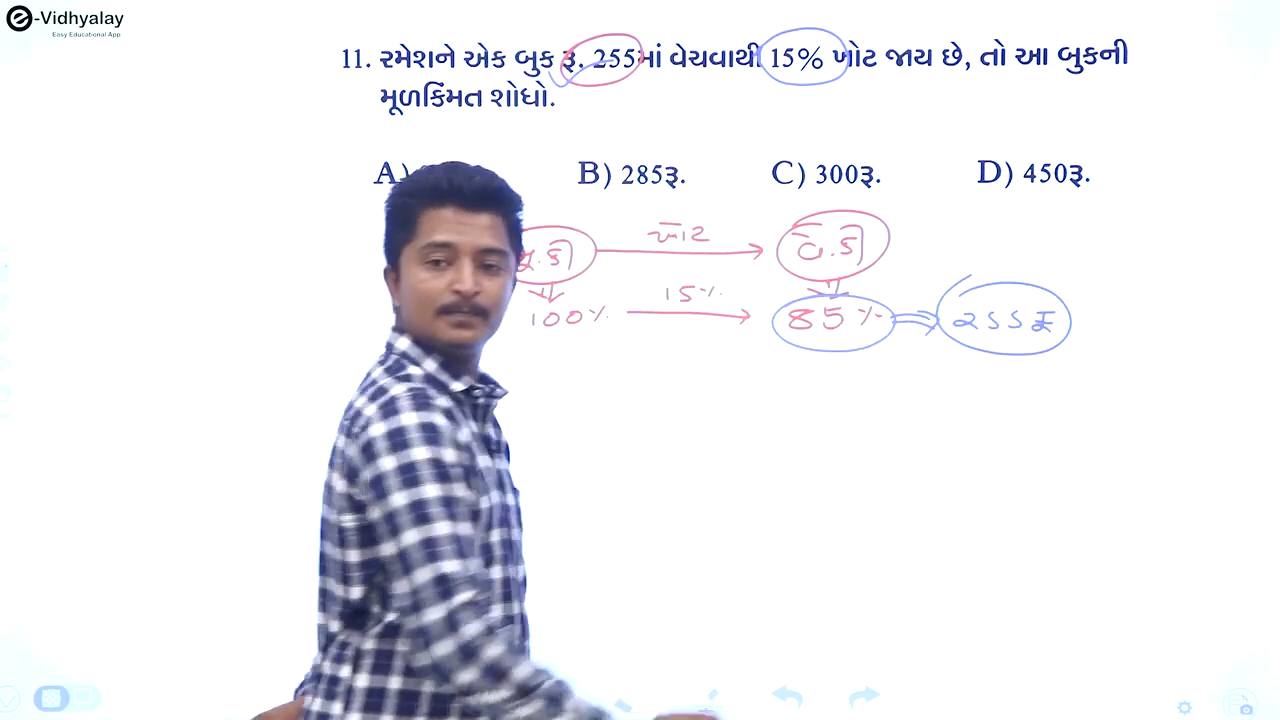 e-Vidhyalay
Easy Educational App
11. રમેશને એક બુક રૂ. 255માં વેચવાથી 15% ખોટ જાય છે, તો આ બુકની
મૂળકિંમત શોધો.
A) B) 285રૂ. C) 300રૂ. D) 450રૂ.
મૂ.કી ખોટ વે.કી
100% 15% 85% ⇒ ૨૫૫ રૂ